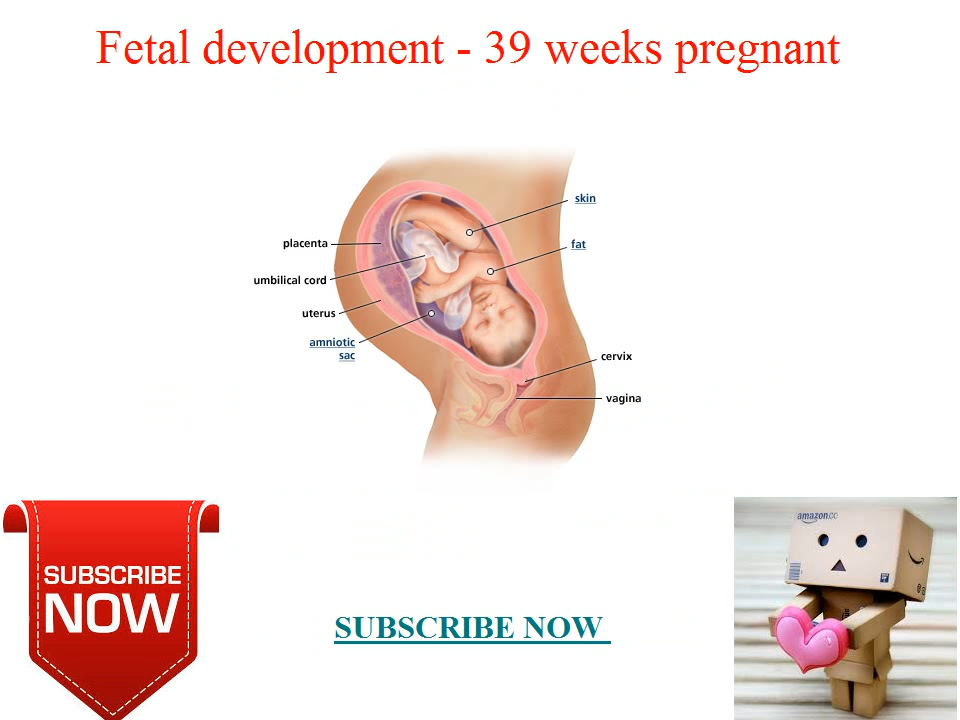 Fetal development - 39 weeks pregnant
skin
fat
placenta
umbilical cord
uterus
amniotic
sac
cervix
vagina
SUBSCRIBE
NOW
SUBSCRIBE NOW
amazon.co